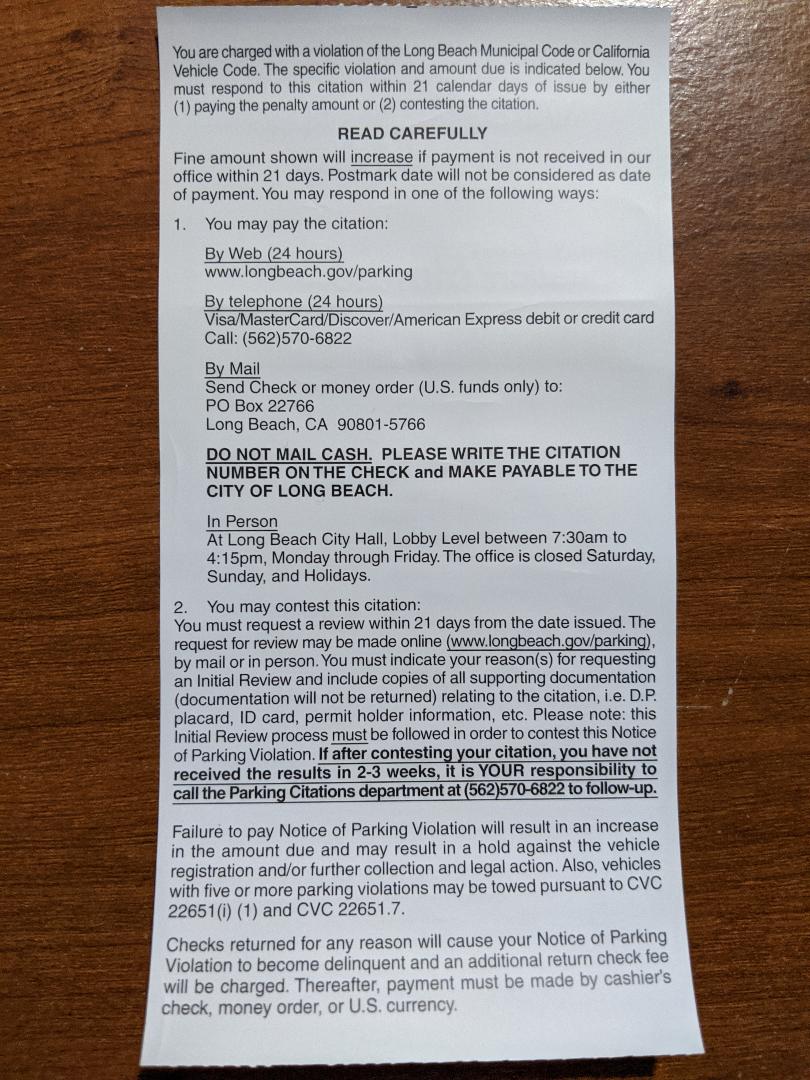 You are charged with a violation of the Long Beach Municipal Code or California
Vehicle Code. The specific violation and amount due is indicated below. You
must respond to this citation within 21 calendar days of issue by either
(1) paying the penalty amount or (2) contesting the citation.
READ CAREFULLY
Fine amount shown will increase if payment is not received in our
office within 21 days. Postmark date will not be considered as date
of payment. You may respond in one of the following ways:
1. You may pay the citation:
By Web (24 hours)
www.longbeach.gov/parking
By telephone (24 hours)
Visa/MasterCard/Discover/American Express debit or credit card
Call: (562)570-6822
By Mail
Send Check or money order (U.S. funds only) to:
PO Box 22766
Long Beach, CA 90801-5766
DO NOT MAIL CASH. PLEASE WRITE THE CITATION
NUMBER ON THE CHECK and MAKE PAYABLE TO THE
CITY OF LONG BEACH.
In Person
At Long Beach City Hall, Lobby Level between 7:30am to
4:15pm, Monday through Friday. The office is closed Saturday,
Sunday, and Holidays.
2. You may contest this citation:
You must request a review within 21 days from the date issued. The
request for review may be made online (www.longbeach.gov/parking),
by mail or in person. You must indicate your reason(s) for requesting
an Initial Review and include copies of all supporting documentation
(documentation will not be returned) relating to the citation, i.e. D.P.
placard, ID card, permit holder information, etc. Please note: this
Initial Review process must be followed in order to contest this Notice
of Parking Violation. If after contesting your citation, you have not
received the results in 2-3 weeks, it is YOUR responsibility to
call the Parking Citations department at (562)570-6822 to follow-up.
Failure to pay Notice of Parking Violation will result in an increase
in the amount due and may result in a hold against the vehicle
registration and/or further collection and legal action. Also, vehicles
with five or more parking violations may be towed pursuant to CVC
22651(i) (1) and CVC 22651.7.
Checks returned for any reason will cause your Notice of Parking
Violation to become delinquent and an additional return check fee
will be charged. Thereafter, payment must be made by cashier's
check, money order, or U.S. currency.